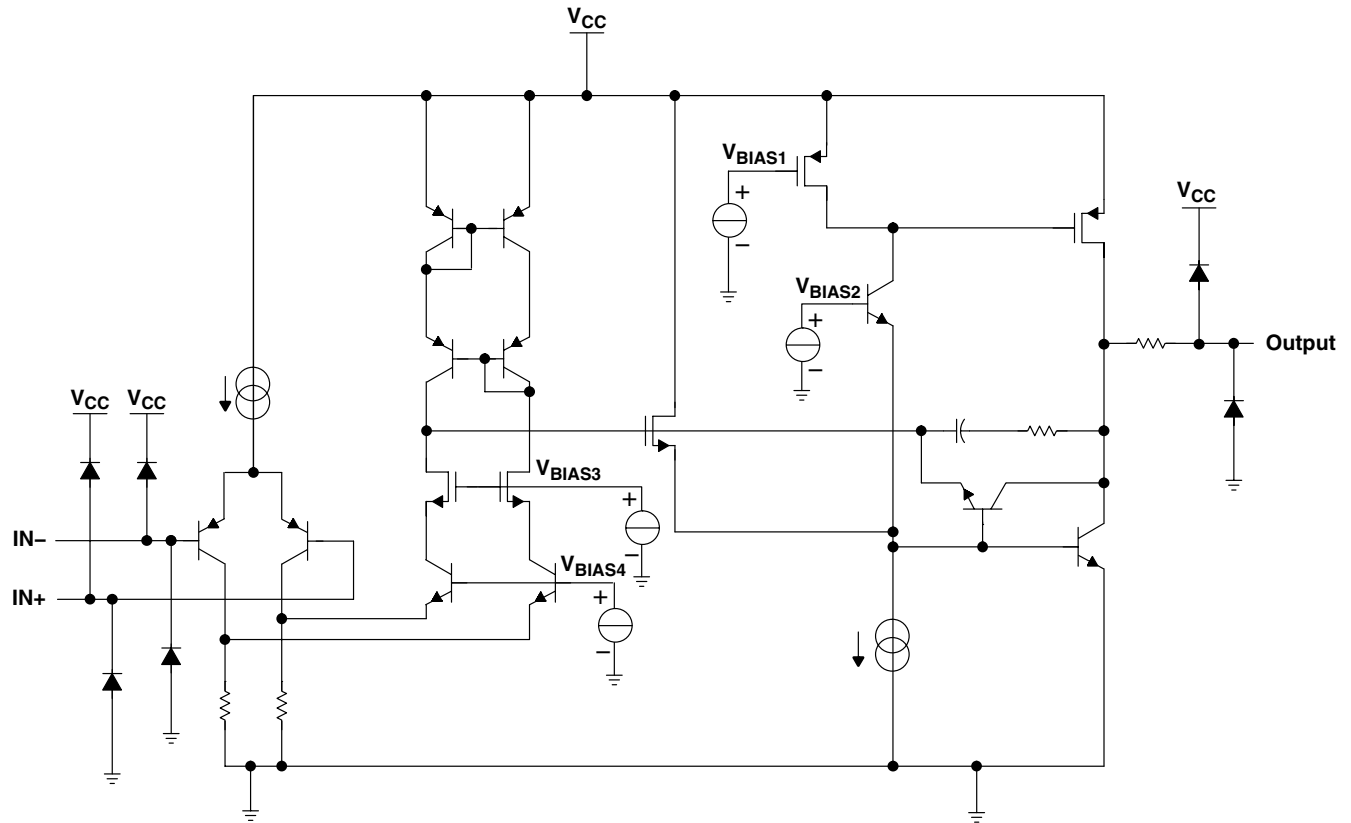 VCC
VBIAS1
+
−
VCC
VBIAS2
+
−
Output
VCC
VCC
VBIAS3
+
−
IN−
VBIAS4
+
−
IN+